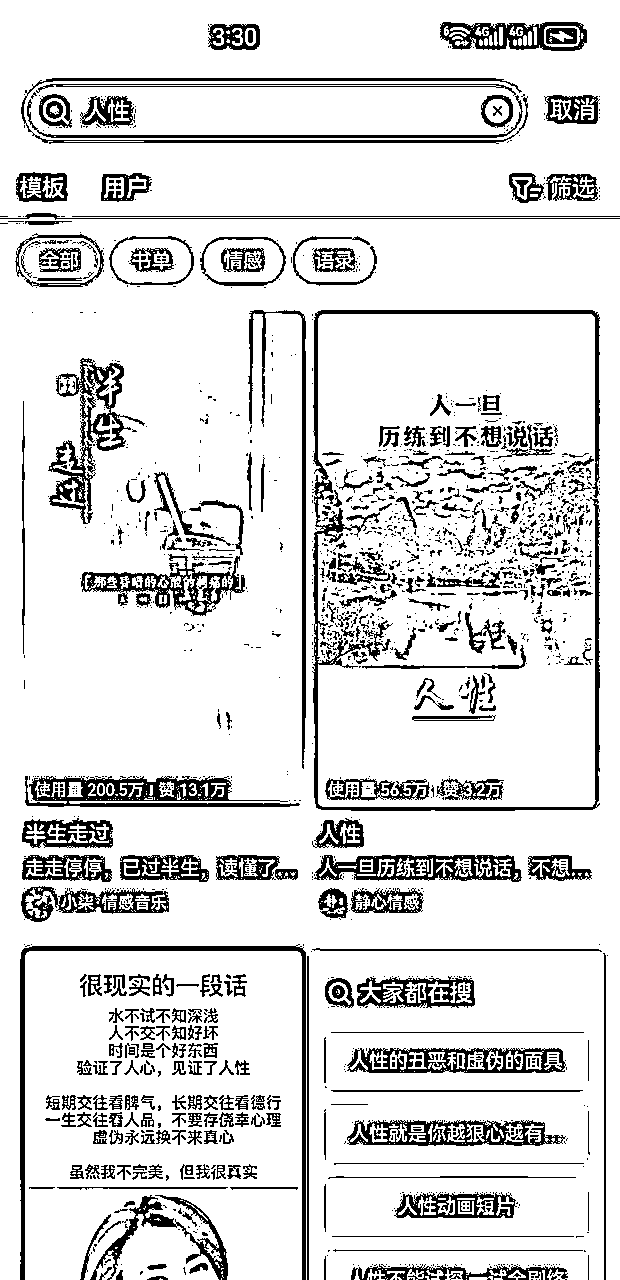 3:30
4G 4G
人性
取消
模板 用户 筛选
全部 书单 情感 语录
半生
走过
人一旦
历练到不想说话
人性
使用量 200.5万 | 赞 13.1万
使用量 56.5万 | 赞 3.2万
半生走过
走走停停，已过半生，读懂了...
小柒·情感音乐
人性
人一旦历练到不想说话，不想...
静心情感
很现实的一段话
水不试不知深浅
人不交不知好坏
时间是个好东西
验证了人心，见证了人性
短期交往看脾气，长期交往看德行
一生交往看人品，不要存侥幸心理
虚伪永远换不来真心
虽然我不完美，但我很真实
大家都在搜
人性的丑恶和虚伪的面具
人性就是你越狠心越有...
人性动画短片